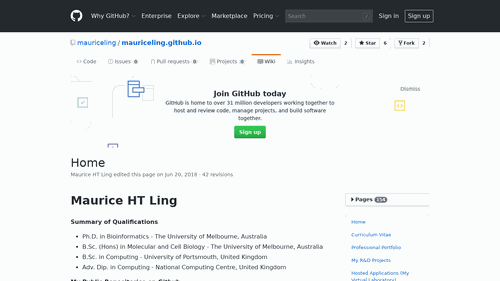 Why GitHub? Enterprise Explore Marketplace Pricing Search Sign in Sign up
mauriceling / mauriceling.github.io Watch 2 Star 6 Fork 2
Code Issues 0 Pull requests 0 Projects 0 Wiki Insights
Join GitHub today
Dismiss
GitHub is home to over 31 million developers working together to
host and review code, manage projects, and build software
together.
Sign up
Home
Maurice HT Ling edited this page on Jun 20, 2018 · 42 revisions
Maurice HT Ling
Summary of Qualifications
Ph.D. in Bioinformatics - The University of Melbourne, Australia
B.Sc. (Hons) in Molecular and Cell Biology - The University of Melbourne, Australia
B.Sc. in Computing - University of Portsmouth, United Kingdom
Adv. Dip. in Computing - National Computing Centre, United Kingdom
My Public Repositories on Github
Pages 154
Home
Curriculum Vitae
Professional Portfolio
My R&D Projects
Hosted Applications (My
Virtual Laboratory)